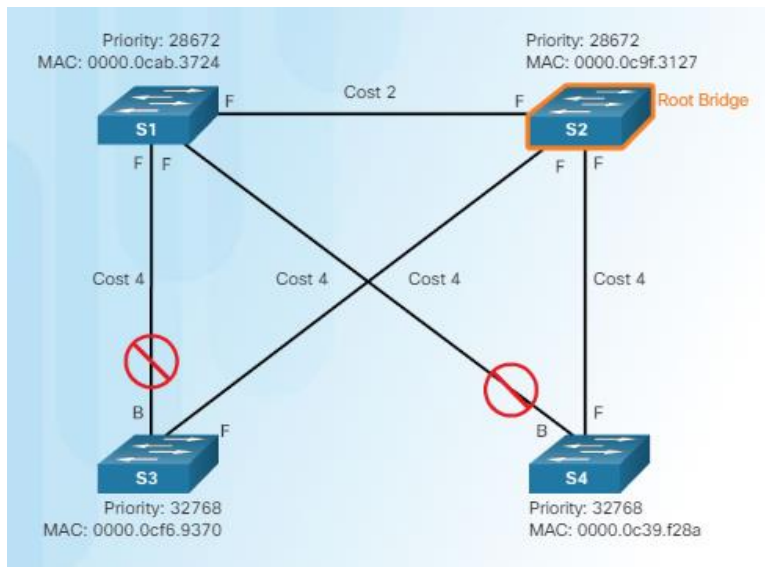 Priority: 28672
MAC: 0000.0cab.3724
Priority: 28672
MAC: 0000.0c9f.3127
F
Cost 2
F
Root Bridge
S1
S2
F
F
F
F
Cost 4
Cost 4
Cost 4
Cost 4
B
F
B
F
S3
S4
Priority: 32768
MAC: 0000.0cf6.9370
Priority: 32768
MAC: 0000.0c39.f28a